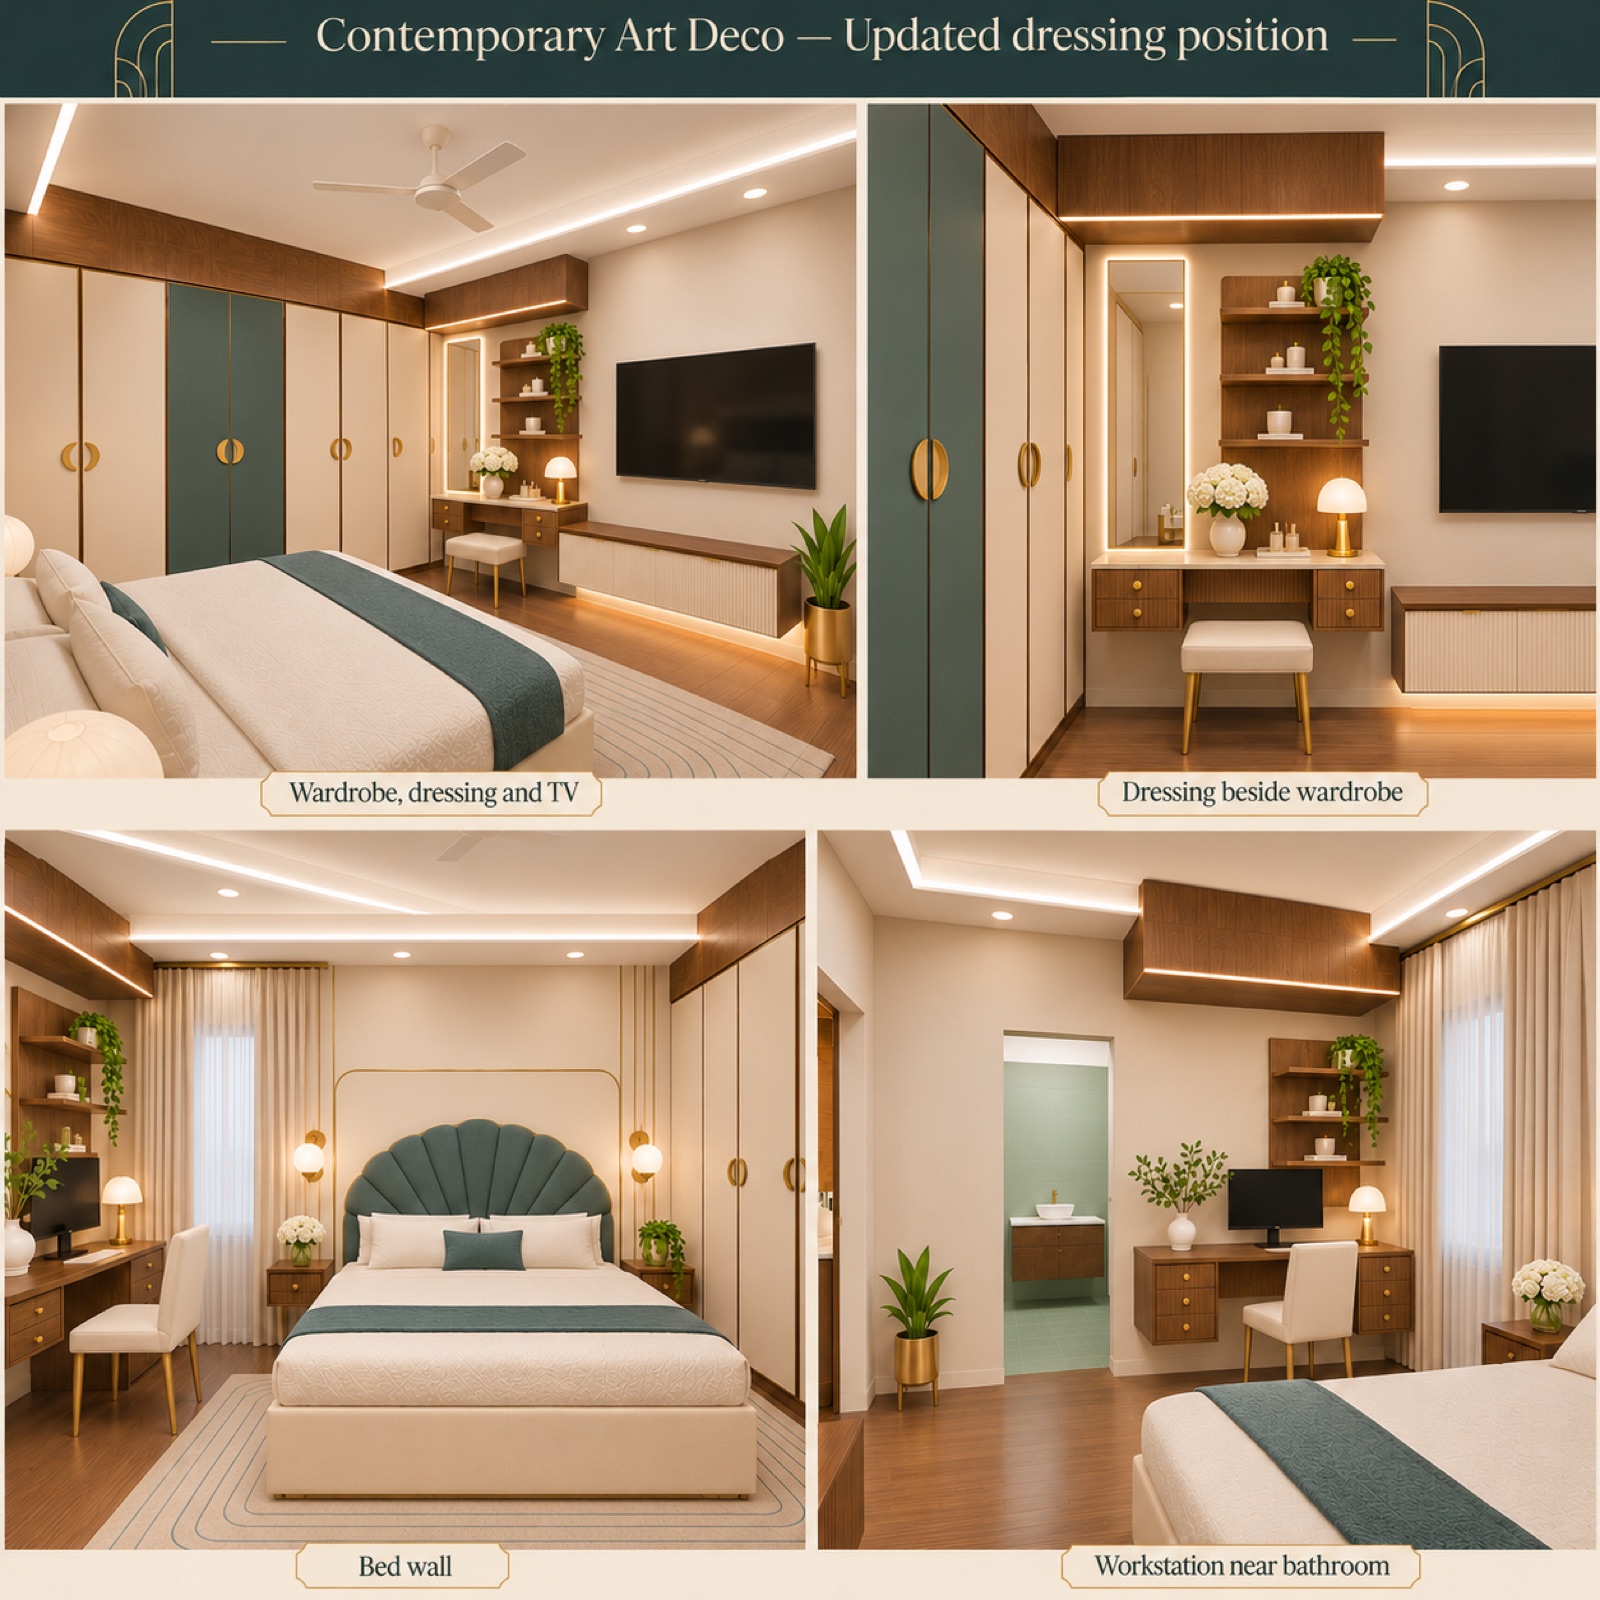 Contemporary Art Deco — Updated dressing position
Wardrobe, dressing and TV
Dressing beside wardrobe
Bed wall
Workstation near bathroom